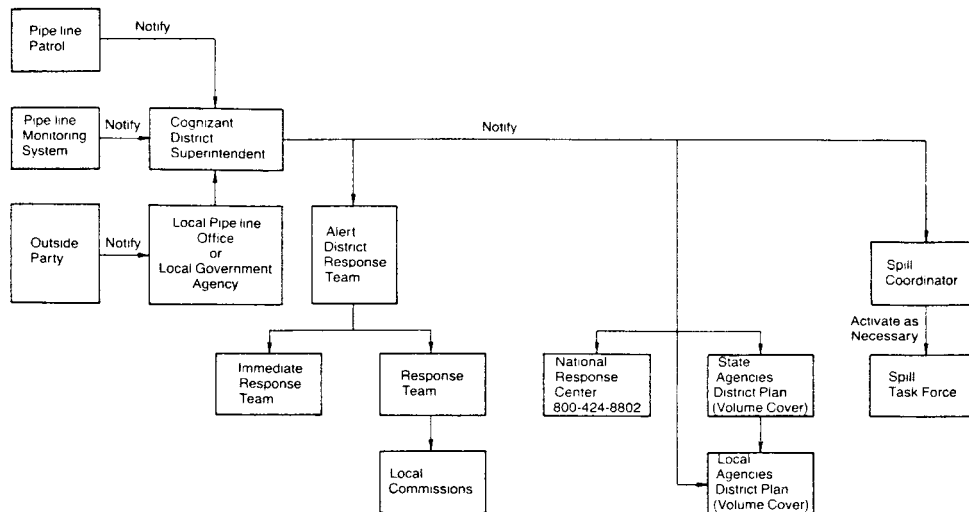 Pipe line
Patrol
Notify
Pipe line
Monitoring
System
Notify
Cognizant
District
Superintendent
Notify
Outside
Party
Notify
Local Pipe line
Office
or
Local Government
Agency
Alert
District
Response
Team
Spill
Coordinator
Activate as
Necessary
Immediate
Response
Team
Response
Team
National
Response
Center
800-424-8802
State
Agencies
District Plan
(Volume Cover)
Spill
Task Force
Local
Commissions
Local
Agencies
District Plan
(Volume Cover)